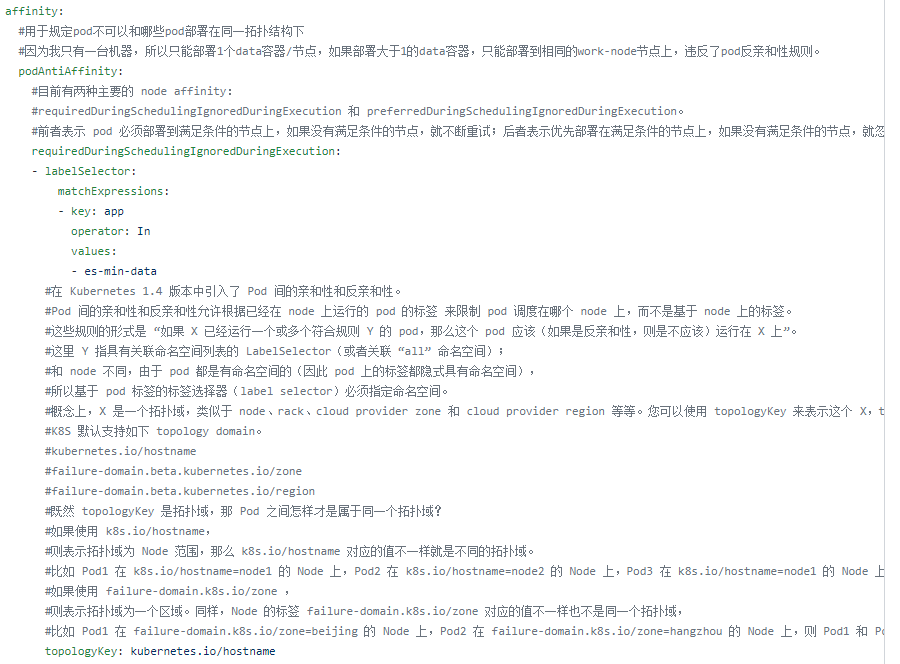 affinity:
#用于规定pod不可以和哪些pod部署在同一拓扑结构下
#因为我只有一台机器，所以只能部署1个data容器/节点，如果部署大于1的data容器，只能部署到相同的work-node节点上，违反了pod反亲和性规则。
podAntiAffinity:
#目前有两种主要的 node affinity:
#requiredDuringSchedulingIgnoredDuringExecution 和 preferredDuringSchedulingIgnoredDuringExecution。
#前者表示 pod 必须部署到满足条件的节点上，如果没有满足条件的节点，就不断重试；后者表示优先部署在满足条件的节点上，如果没有满足条件的节点，就忽
requiredDuringSchedulingIgnoredDuringExecution:
- labelSelector:
matchExpressions:
- key: app
operator: In
values:
- es-min-data
#在 Kubernetes 1.4 版本中引入了 Pod 间的亲和性和反亲和性。
#Pod 间的亲和性和反亲和性允许根据已经在 node 上运行的 pod 的标签 来限制 pod 调度在哪个 node 上，而不是基于 node 上的标签。
#这些规则的形式是 “如果 X 已经运行一个或多个符合规则 Y 的 pod，那么这个 pod 应该（如果是反亲和性，则是不应该）运行在 X 上”。
#这里 Y 指具有关联命名空间列表的 LabelSelector（或者关联 “all” 命名空间）；
#和 node 不同，由于 pod 都是有命名空间的（因此 pod 上的标签都隐式具有命名空间），
#所以基于 pod 标签的标签选择器（label selector）必须指定命名空间。
#概念上，X 是一个拓扑域，类似于 node、rack、cloud provider zone 和 cloud provider region 等等。您可以使用 topologyKey 来表示这个 X，t
#K8S 默认支持如下 topology domain。
#kubernetes.io/hostname
#failure-domain.beta.kubernetes.io/zone
#failure-domain.beta.kubernetes.io/region
#既然 topologyKey 是拓扑域，那 Pod 之间怎样才是属于同一个拓扑域？
#如果使用 k8s.io/hostname，
#则表示拓扑域为 Node 范围，那么 k8s.io/hostname 对应的值不一样就是不同的拓扑域。
#比如 Pod1 在 k8s.io/hostname=node1 的 Node 上，Pod2 在 k8s.io/hostname=node2 的 Node 上，Pod3 在 k8s.io/hostname=node1 的 Node 上
#如果使用 failure-domain.k8s.io/zone ，
#则表示拓扑域为一个区域。同样，Node 的标签 failure-domain.k8s.io/zone 对应的值不一样也不是同一个拓扑域，
#比如 Pod1 在 failure-domain.k8s.io/zone=beijing 的 Node 上，Pod2 在 failure-domain.k8s.io/zone=hangzhou 的 Node 上，则 Pod1 和 Po
topologyKey: kubernetes.io/hostname